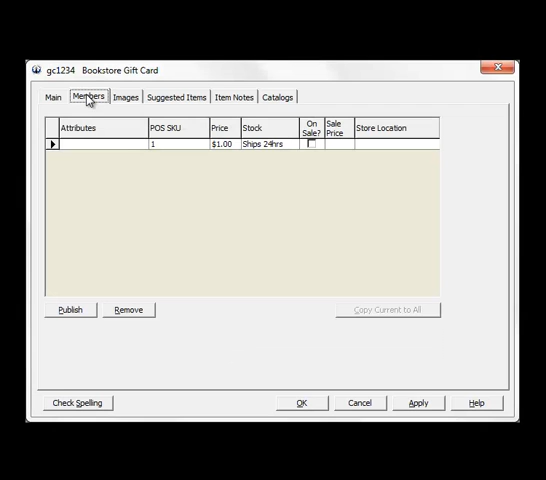 gc1234 Bookstore Gift Card
Main Members Images Suggested Items Item Notes Catalogs
Attributes POS SKU Price Stock On Sale? Sale Price Store Location
1 $1.00 Ships 24hrs
Publish Remove Copy Current to All
Check Spelling OK Cancel Apply Help